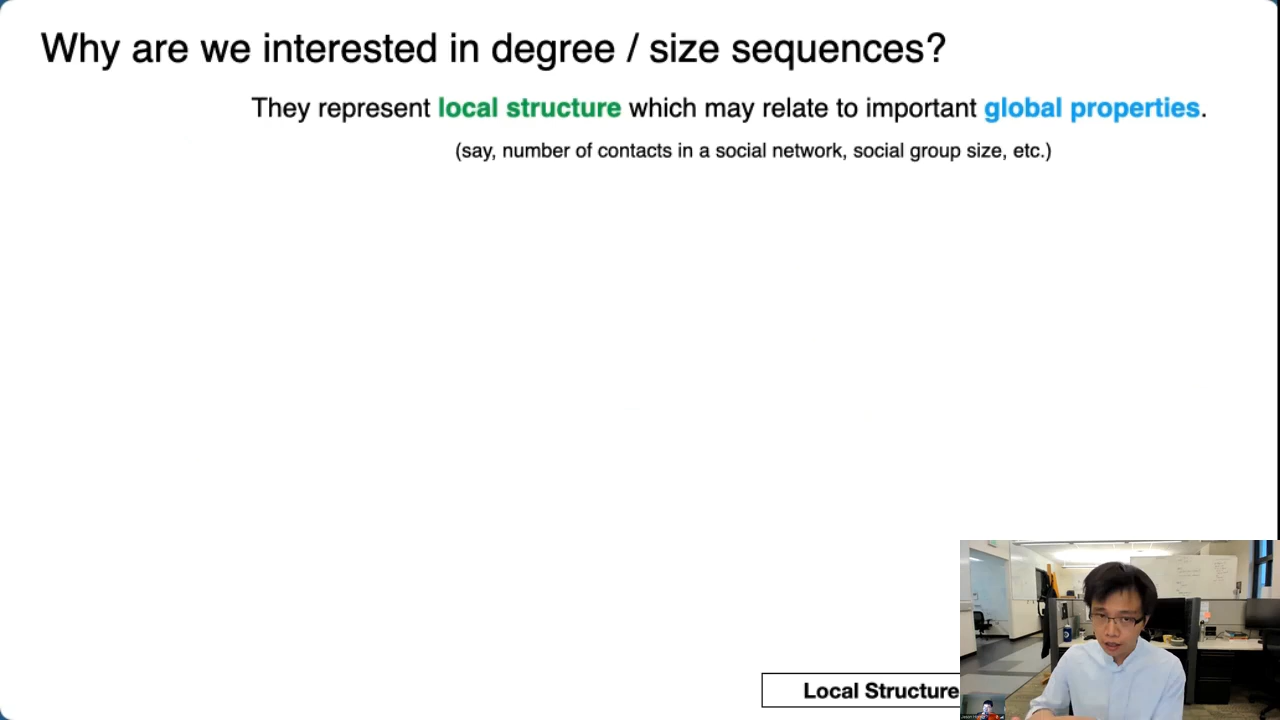 Why are we interested in degree / size sequences?
They represent local structure which may relate to important global properties.
(say, number of contacts in a social network, social group size, etc.)
Local Structure